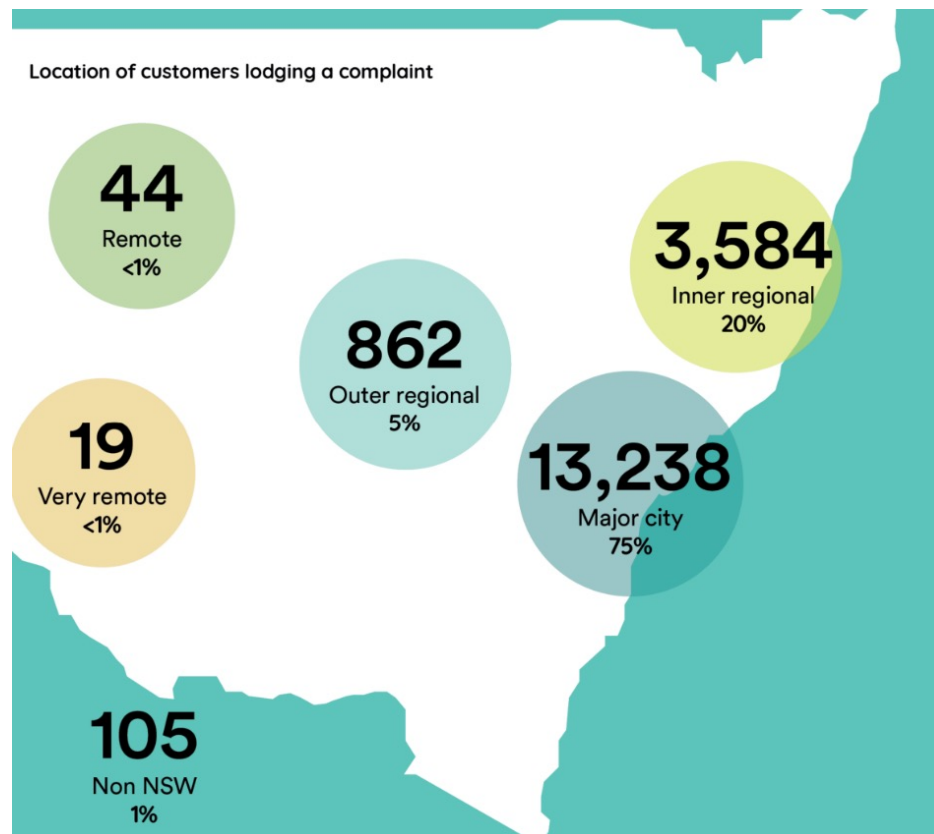 Location of customers lodging a complaint
44
Remote
<1%
3,584
Inner regional
20%
862
Outer regional
5%
19
Very remote
<1%
13,238
Major city
75%
105
Non NSW
1%